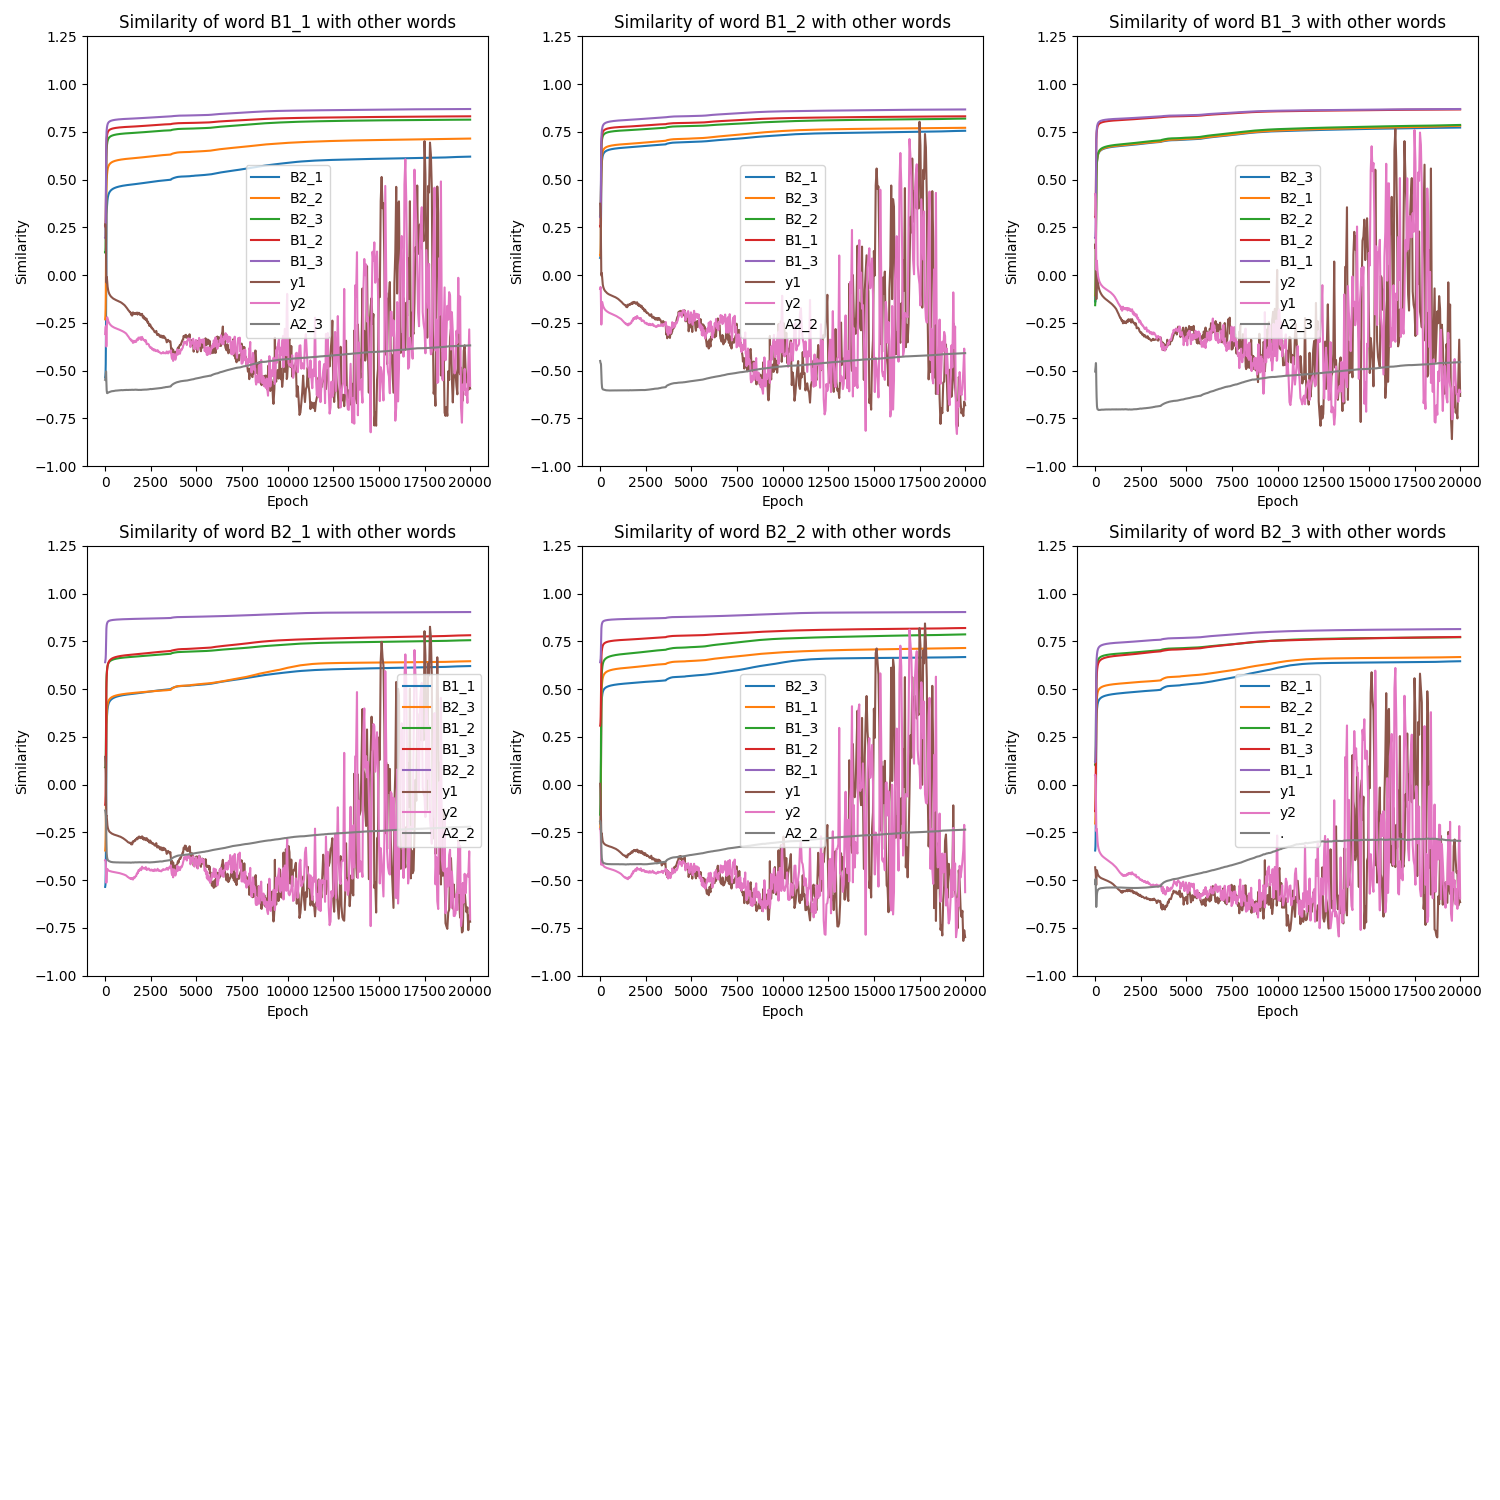 Similarity of word B1_1 with other words
1.25
1.00
0.75
0.50
0.25
0.00
−0.25
−0.50
−0.75
−1.00
Similarity
B2_1
B2_2
B2_3
B1_2
B1_3
y1
y2
A2_3
0 2500 5000 7500 10000 12500 15000 17500 20000
Epoch
Similarity of word B1_2 with other words
1.25
1.00
0.75
0.50
0.25
0.00
−0.25
−0.50
−0.75
−1.00
Similarity
B2_1
B2_3
B2_2
B1_1
B1_3
y1
y2
A2_2
0 2500 5000 7500 10000 12500 15000 17500 20000
Epoch
Similarity of word B1_3 with other words
1.25
1.00
0.75
0.50
0.25
0.00
−0.25
−0.50
−0.75
−1.00
Similarity
B2_3
B2_1
B2_2
B1_2
B1_1
y2
y1
A2_3
0 2500 5000 7500 10000 12500 15000 17500 20000
Epoch
Similarity of word B2_1 with other words
1.25
1.00
0.75
0.50
0.25
0.00
−0.25
−0.50
−0.75
−1.00
Similarity
B1_1
B2_3
B1_2
B1_3
B2_2
y1
y2
A2_2
0 2500 5000 7500 10000 12500 15000 17500 20000
Epoch
Similarity of word B2_2 with other words
1.25
1.00
0.75
0.50
0.25
0.00
−0.25
−0.50
−0.75
−1.00
Similarity
B2_3
B1_1
B1_3
B1_2
B2_1
y1
y2
A2_2
0 2500 5000 7500 10000 12500 15000 17500 20000
Epoch
Similarity of word B2_3 with other words
1.25
1.00
0.75
0.50
0.25
0.00
−0.25
−0.50
−0.75
−1.00
Similarity
B2_1
B2_2
B1_2
B1_3
B1_1
y1
y2
.
0 2500 5000 7500 10000 12500 15000 17500 20000
Epoch